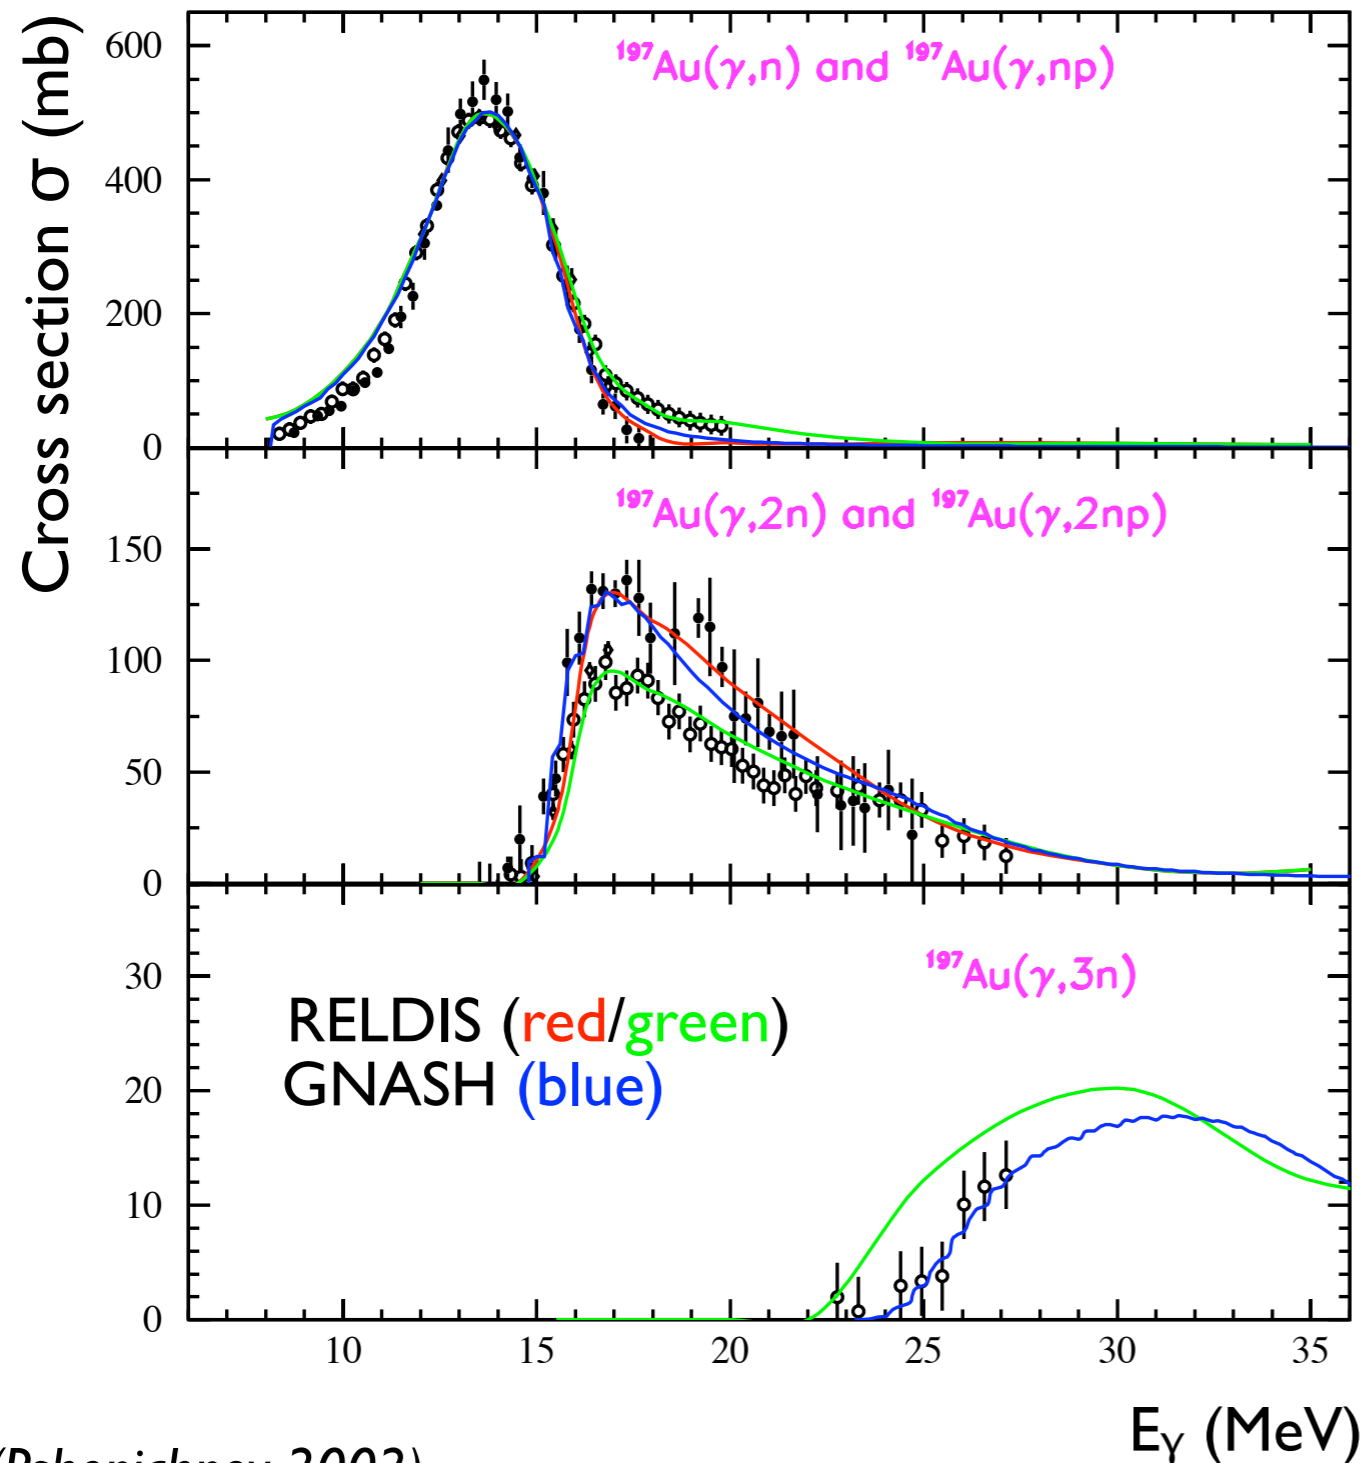 Cross section σ (mb)
600
400
200
0
¹⁹⁷Au(γ,n) and ¹⁹⁷Au(γ,np)
150
100
50
0
¹⁹⁷Au(γ,2n) and ¹⁹⁷Au(γ,2np)
30
20
10
0
¹⁹⁷Au(γ,3n)
RELDIS (red/green)
GNASH (blue)
10 15 20 25 30 35
Eγ (MeV)
2002)